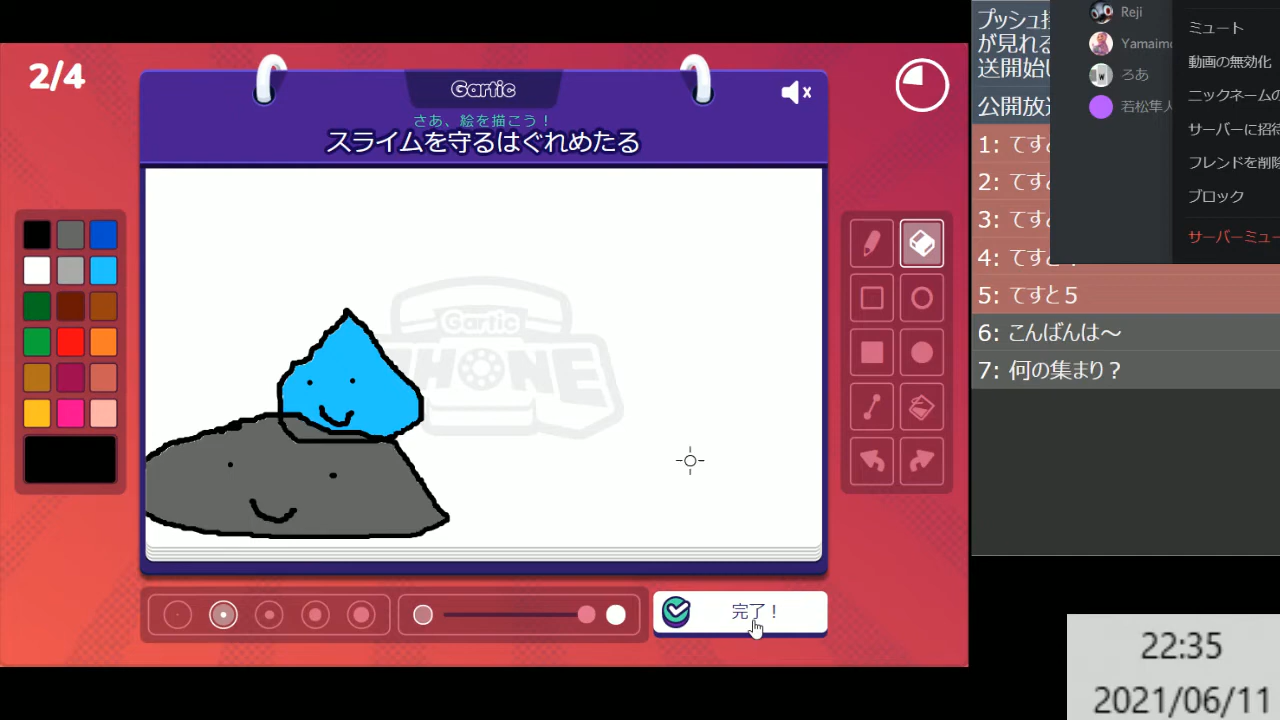 2/4
Gartic
さあ、絵を描こう！
スライムを守るはぐれめたる
Gartic
PHONE
完了！
プッシュ
が見れる
送開始
公開放送
1: てす
2: てす
3: てす
4: てす
5: てすと５
6: こんばんは～
7: 何の集まり？
Reji
Yamaim
ろあ
若松隼人
ミュート
動画の無効化
ニックネームの
サーバーに招待
フレンドを削除
ブロック
サーバーミュー
22:35
2021/06/11